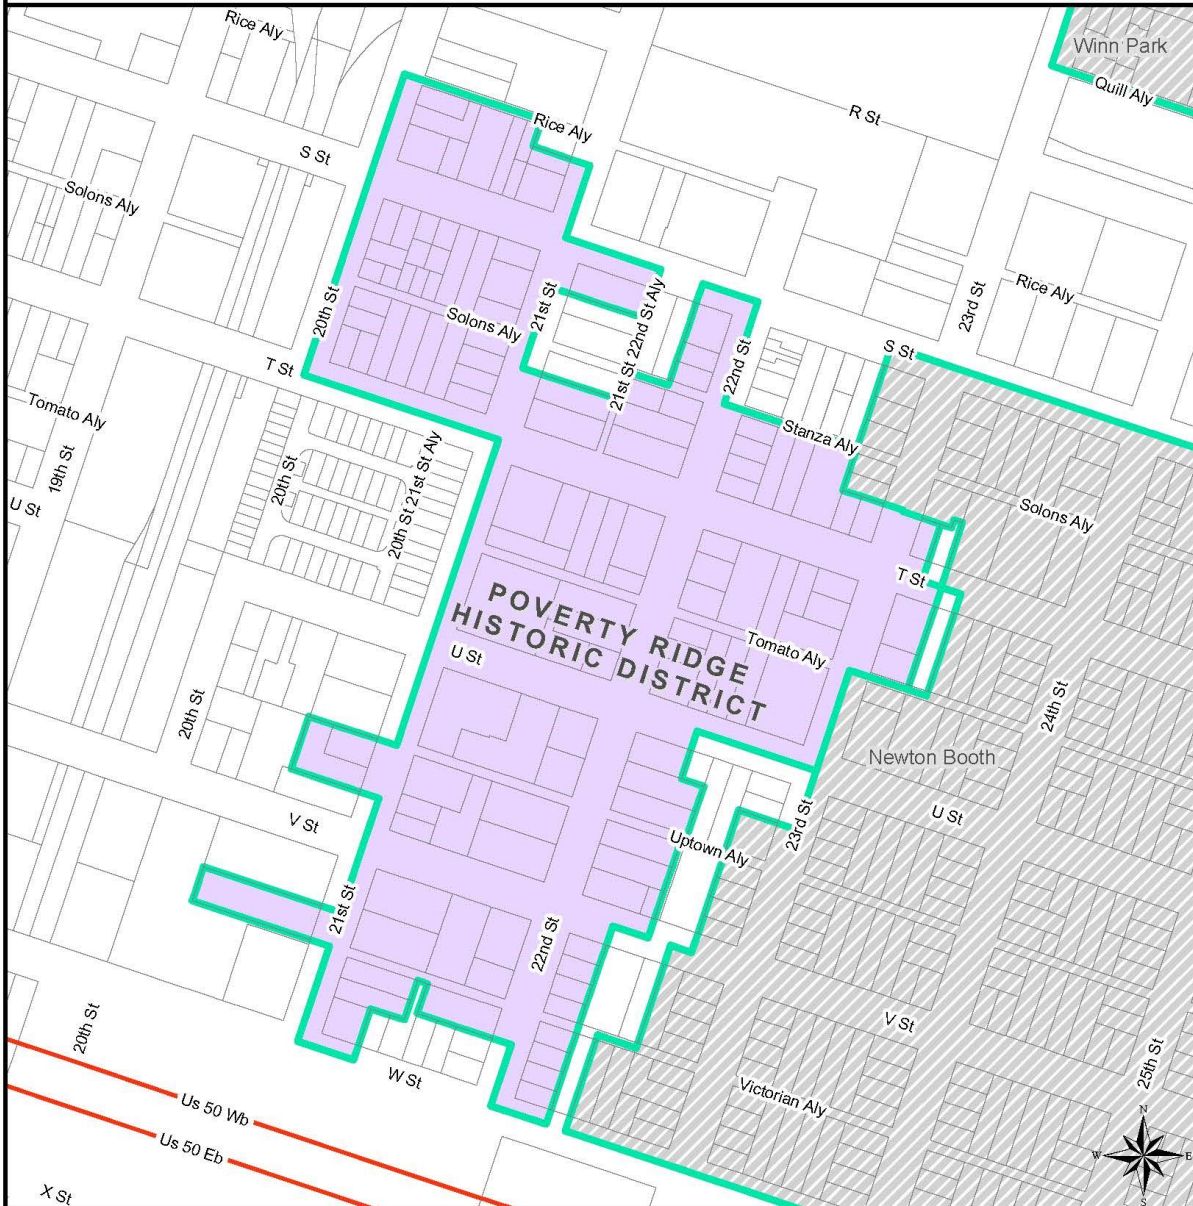 Rice Aly
Winn Park
Quill Aly
R St
Rice Aly
S St
Solons Aly
Rice Aly
23rd St
20th St
21st St
Solons Aly
21st St 22nd St Aly
22nd St
S St
T St
Tomato Aly
19th St
U St
20th St
20th St 21st St Aly
Stanza Aly
Solons Aly
T St
POVERTY RIDGE
HISTORIC DISTRICT
Tomato Aly
U St
20th St
24th St
Newton Booth
V St
Uptown Aly
23rd St
U St
21st St
22nd St
20th St
V St
25th St
W St
Victorian Aly
Us 50 Wb
Us 50 Eb
X St
N
W
E
S